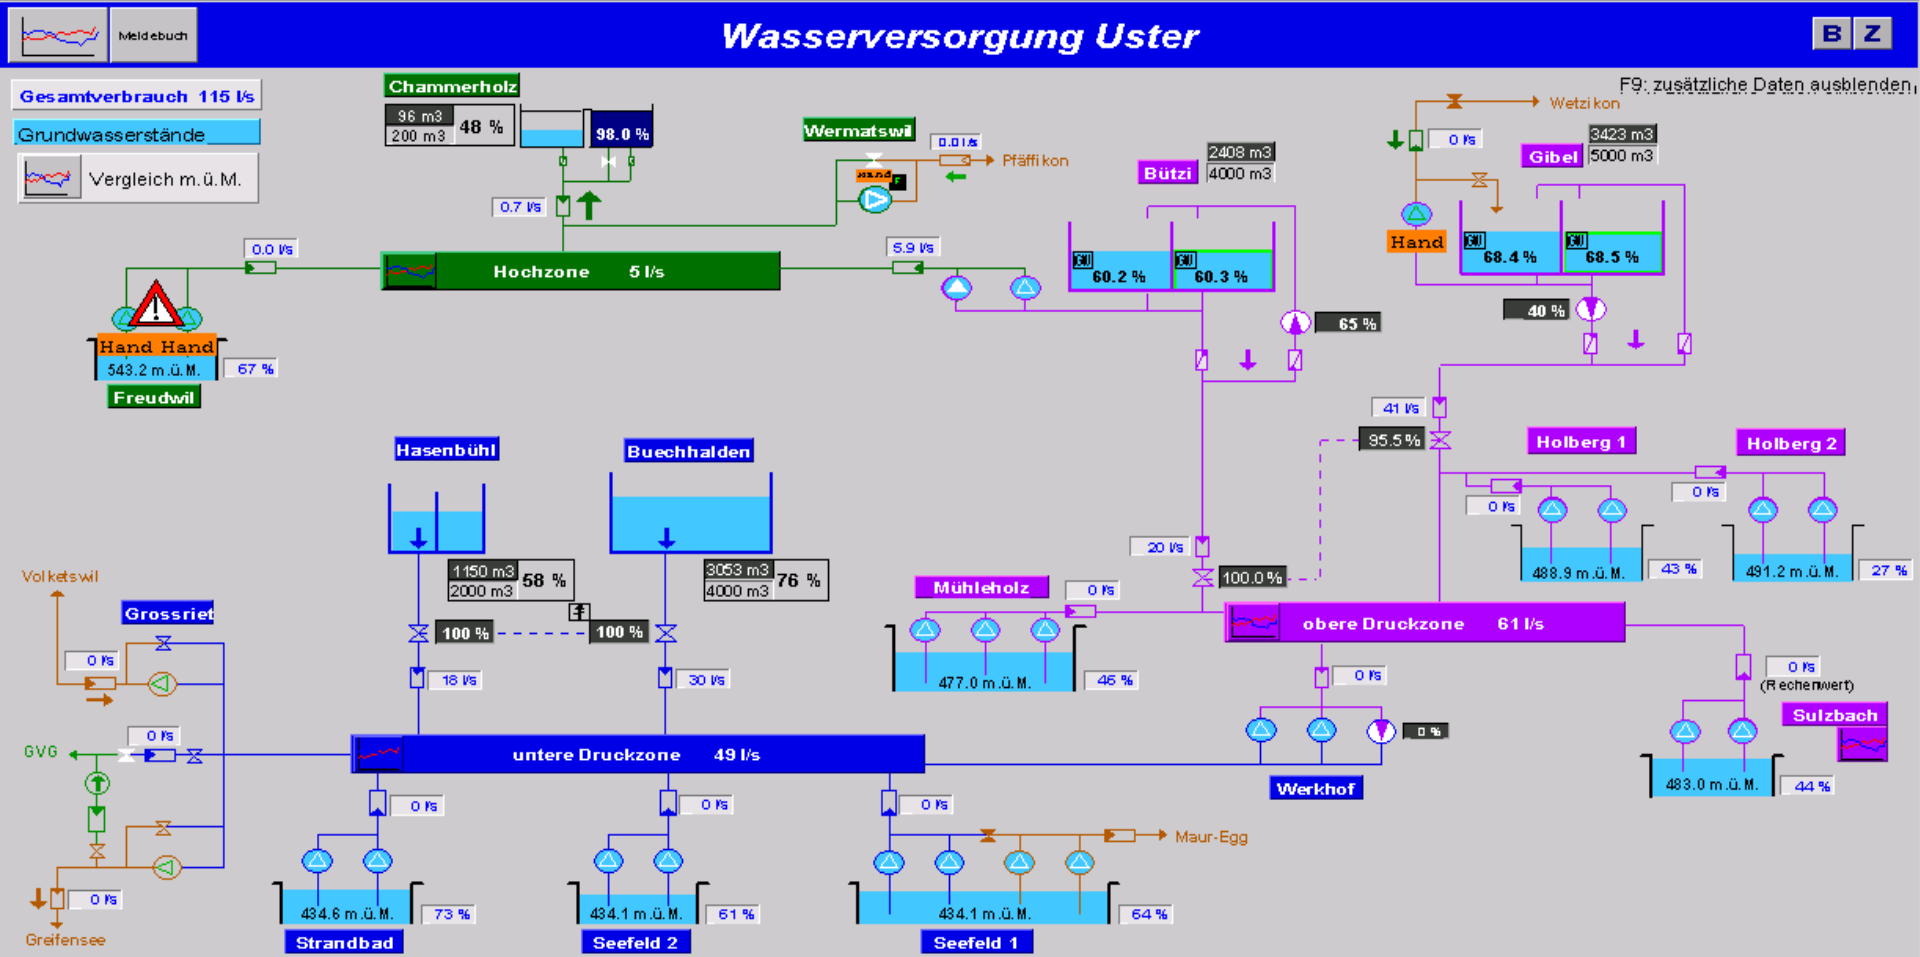 Meldebuch
Wasserversorgung Uster
B Z
Gesamtverbrauch 115 l/s
Grundwasserstände
Vergleich m.ü.M.
F9: zusätzliche Daten ausblenden,
Chammerholz
96 m3
200 m3
48 %
98.0 %
0.7 l/s
Wermatswil
0.0 l/s
Pfäffikon
Hand
Bützi
2408 m3
4000 m3
60.2 %
60.3 %
65 %
Wetzikon
0 l/s
Gibel
3423 m3
5000 m3
Hand
68.4 %
68.5 %
40 %
0.0 l/s
Hochzone 5 l/s
5.9 l/s
Hand Hand
543.2 m.ü.M.
67 %
Freudwil
41 l/s
95.5 %
Holberg 1
Holberg 2
0 l/s
0 l/s
488.9 m.ü.M.
43 %
491.2 m.ü.M.
27 %
Hasenbühl
Buechhalden
1150 m3
2000 m3
58 %
3053 m3
4000 m3
76 %
100 %
100 %
18 l/s
30 l/s
20 l/s
100.0 %
Mühleholz
0 l/s
477.0 m.ü.M.
46 %
obere Druckzone 61 l/s
0 l/s
0 l/s
(Rechenwert)
Sulzbach
483.0 m.ü.M.
44 %
0 %
Werkhof
Volketswil
Grossriet
0 l/s
GVG
0 l/s
0 l/s
Greifensee
untere Druckzone 49 l/s
0 l/s
0 l/s
0 l/s
Maur-Egg
434.6 m.ü.M.
73 %
Strandbad
434.1 m.ü.M.
61 %
Seefeld 2
434.1 m.ü.M.
64 %
Seefeld 1